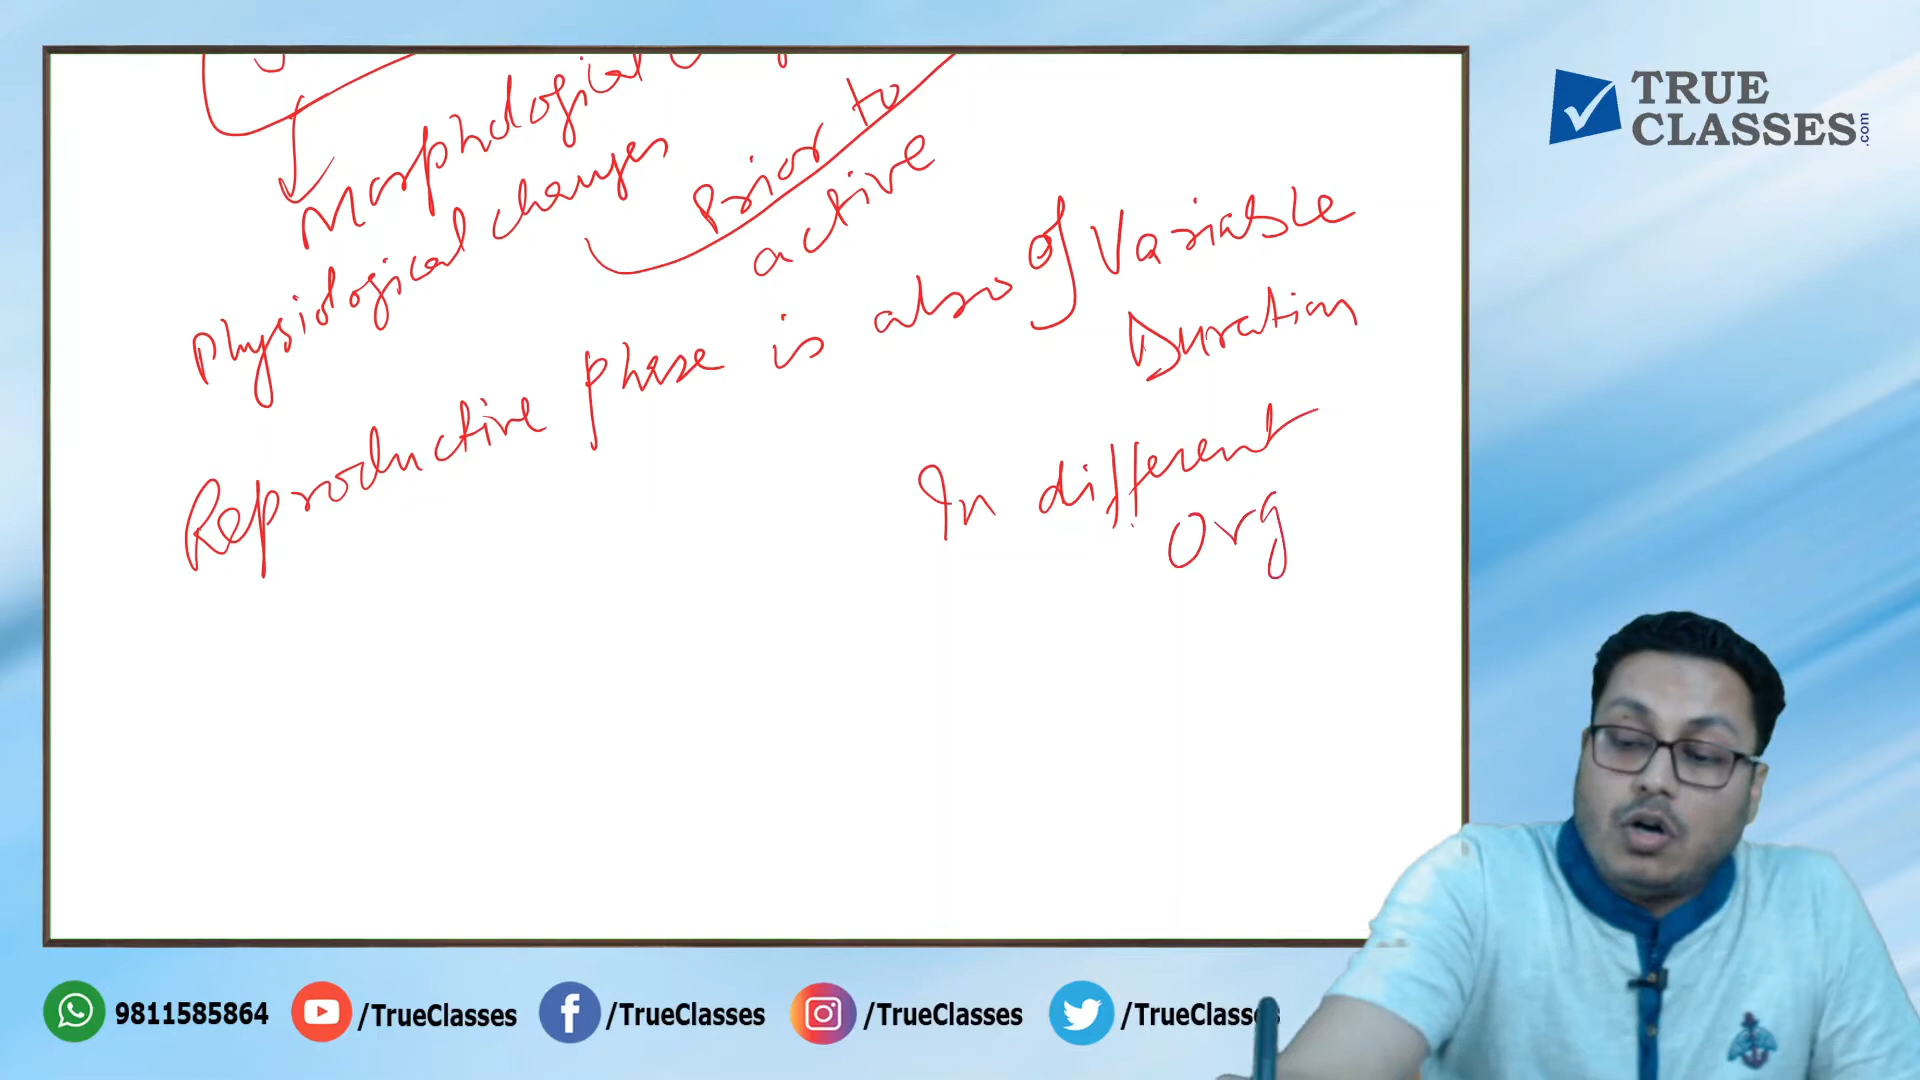 Morphological
Physiological changes
Prior to
active
Reproductive phase is also of Variable
Duration
In different
Org
TRUE
CLASSES.com
9811585864 /TrueClasses /TrueClasses /TrueClasses /TrueClasses